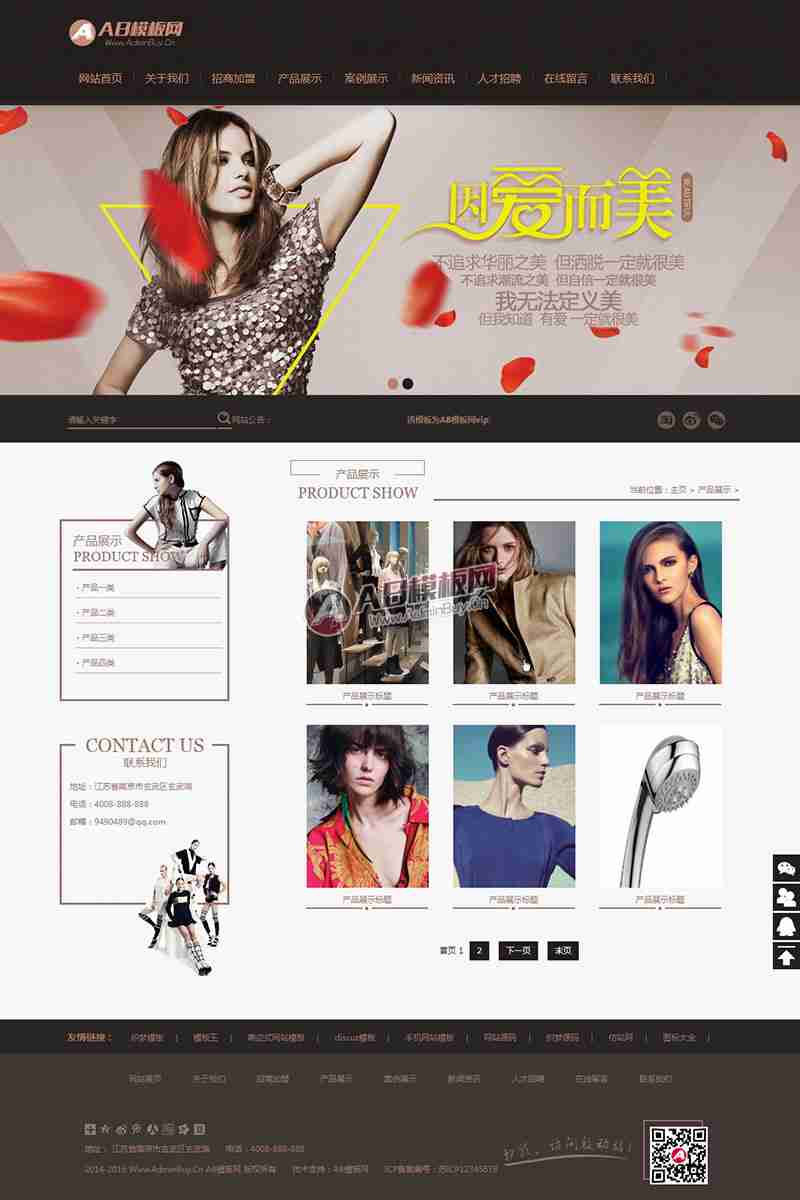 AB模板网
Www.AdminBuy.Cn
网站首页 关于我们 招商加盟 产品展示 案例展示 新闻资讯 人才招聘 在线留言 联系我们
因爱而美
不追求华丽之美 但洒脱一定就很美
不追求潮流之美 但自信一定就很美
我无法定义美
但我知道 有爱 一定就很美
请输入关键字 网站公告： 该模板为AB模板网vip
产品展示
PRODUCT SHOW
当前位置：主页 > 产品展示 >
产品展示
PRODUCT SHOW
· 产品一类
· 产品二类
· 产品三类
· 产品四类
AB模板网
Www.AdminBuy.Cn
产品展示标题 产品展示标题 产品展示标题
CONTACT US
联系我们
地址：江苏省南京市玄武区玄武湖
电话：4008-888-888
邮箱：9490489@qq.com
产品展示标题 产品展示标题 产品展示标题
首页 1 2 下一页 末页
友情链接： 织梦模板 | 模板王 | 响应式网站模板 | discuz模板 | 手机网站模板 | 网站源码 | 织梦源码 | 仿站网 | 图标大全 |
网站首页 关于我们 招商加盟 产品展示 案例展示 新闻资讯 人才招聘 在线留言 联系我们
地址： 江苏省南京市玄武区玄武湖 电话：4008-888-888
2014-2016 Www.AdminBuy.Cn AB模板网 版权所有 技术支持：AB模板网 ICP备案编号：苏ICP12345678